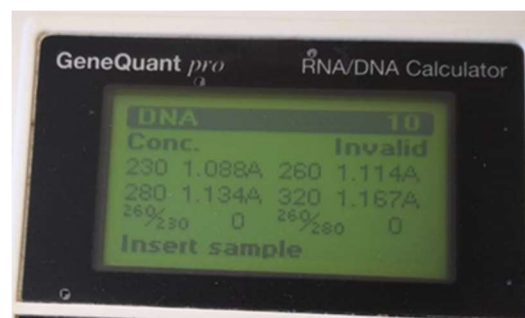 GeneQuant pro RNA/DNA Calculator
DNA 10
Conc. Invalid
230 1.088A 260 1.114A
280 1.134A 320 1.167A
260/230 0 260/280 0
Insert sample